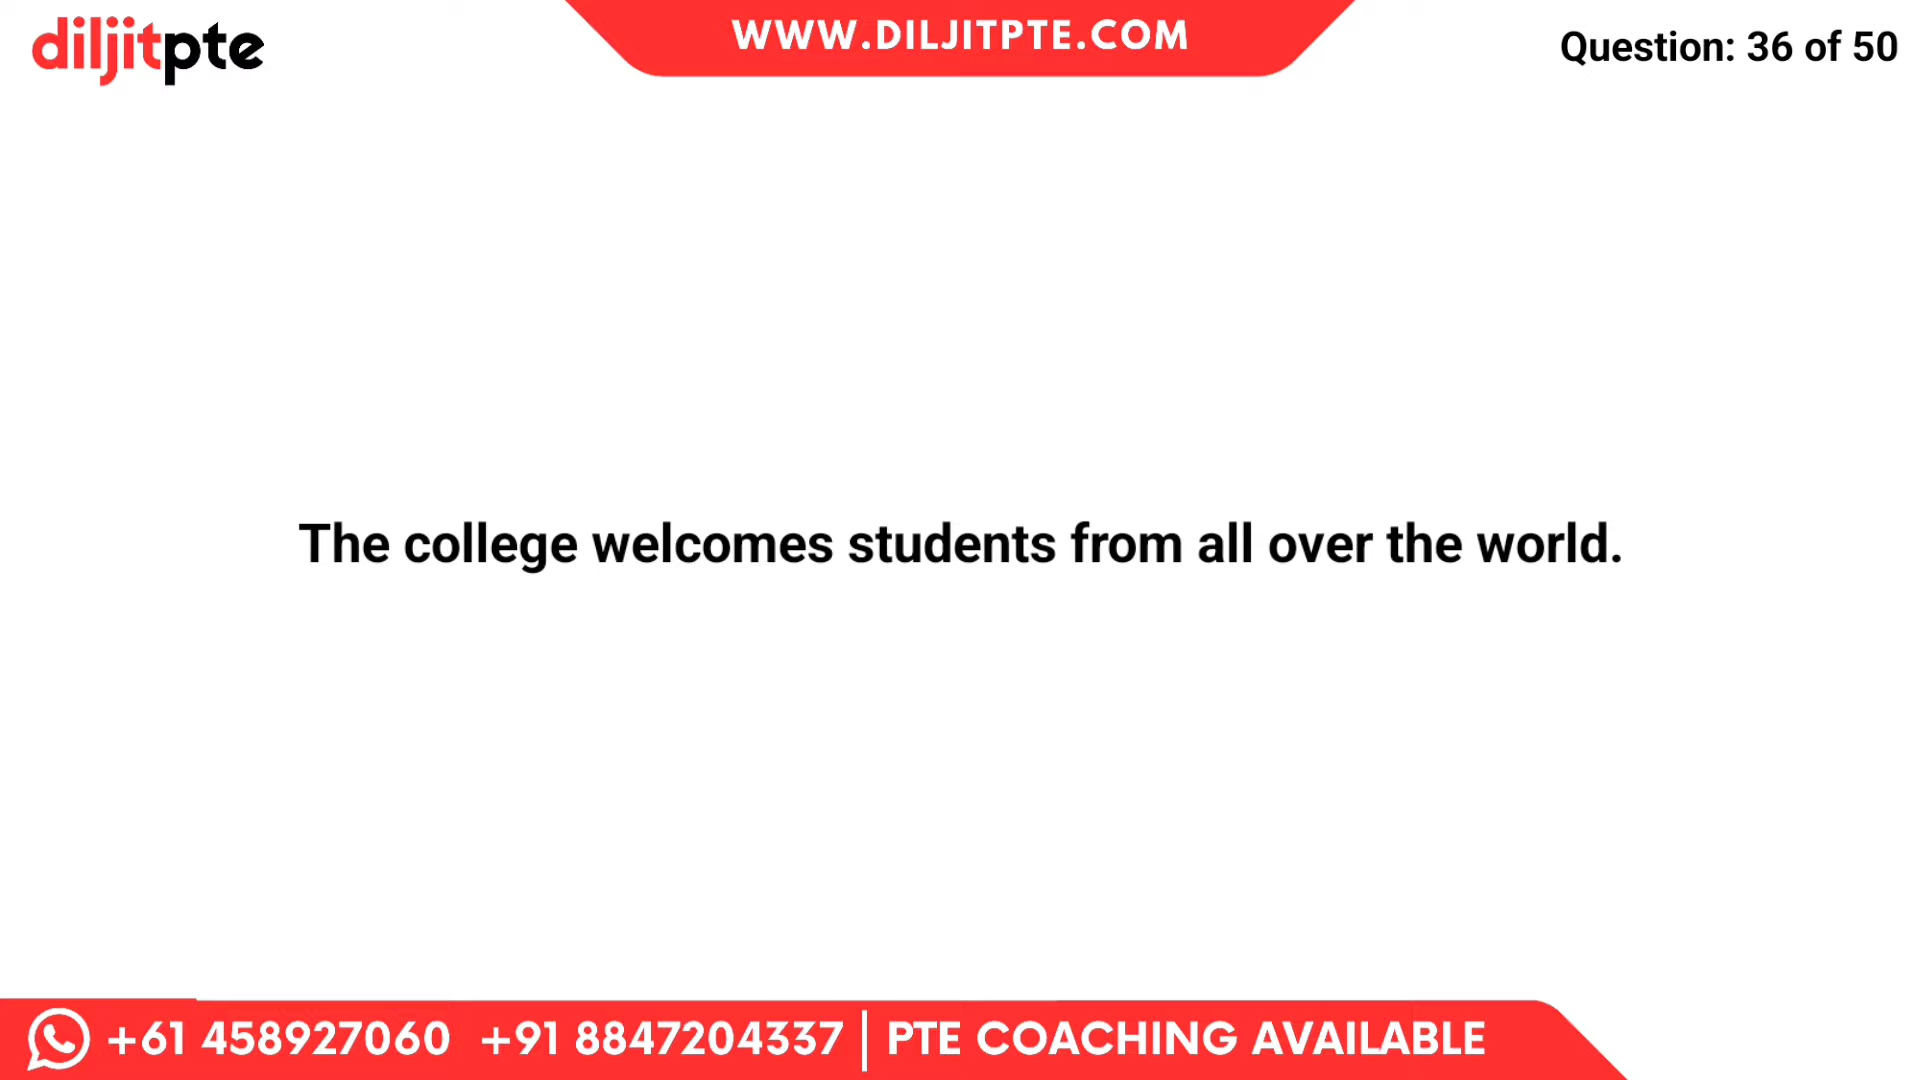 diljitpte
WWW.DILJITPTE.COM
Question: 36 of 50
The college welcomes students from all over the world.
+61 458927060 +91 8847204337 | PTE COACHING AVAILABLE